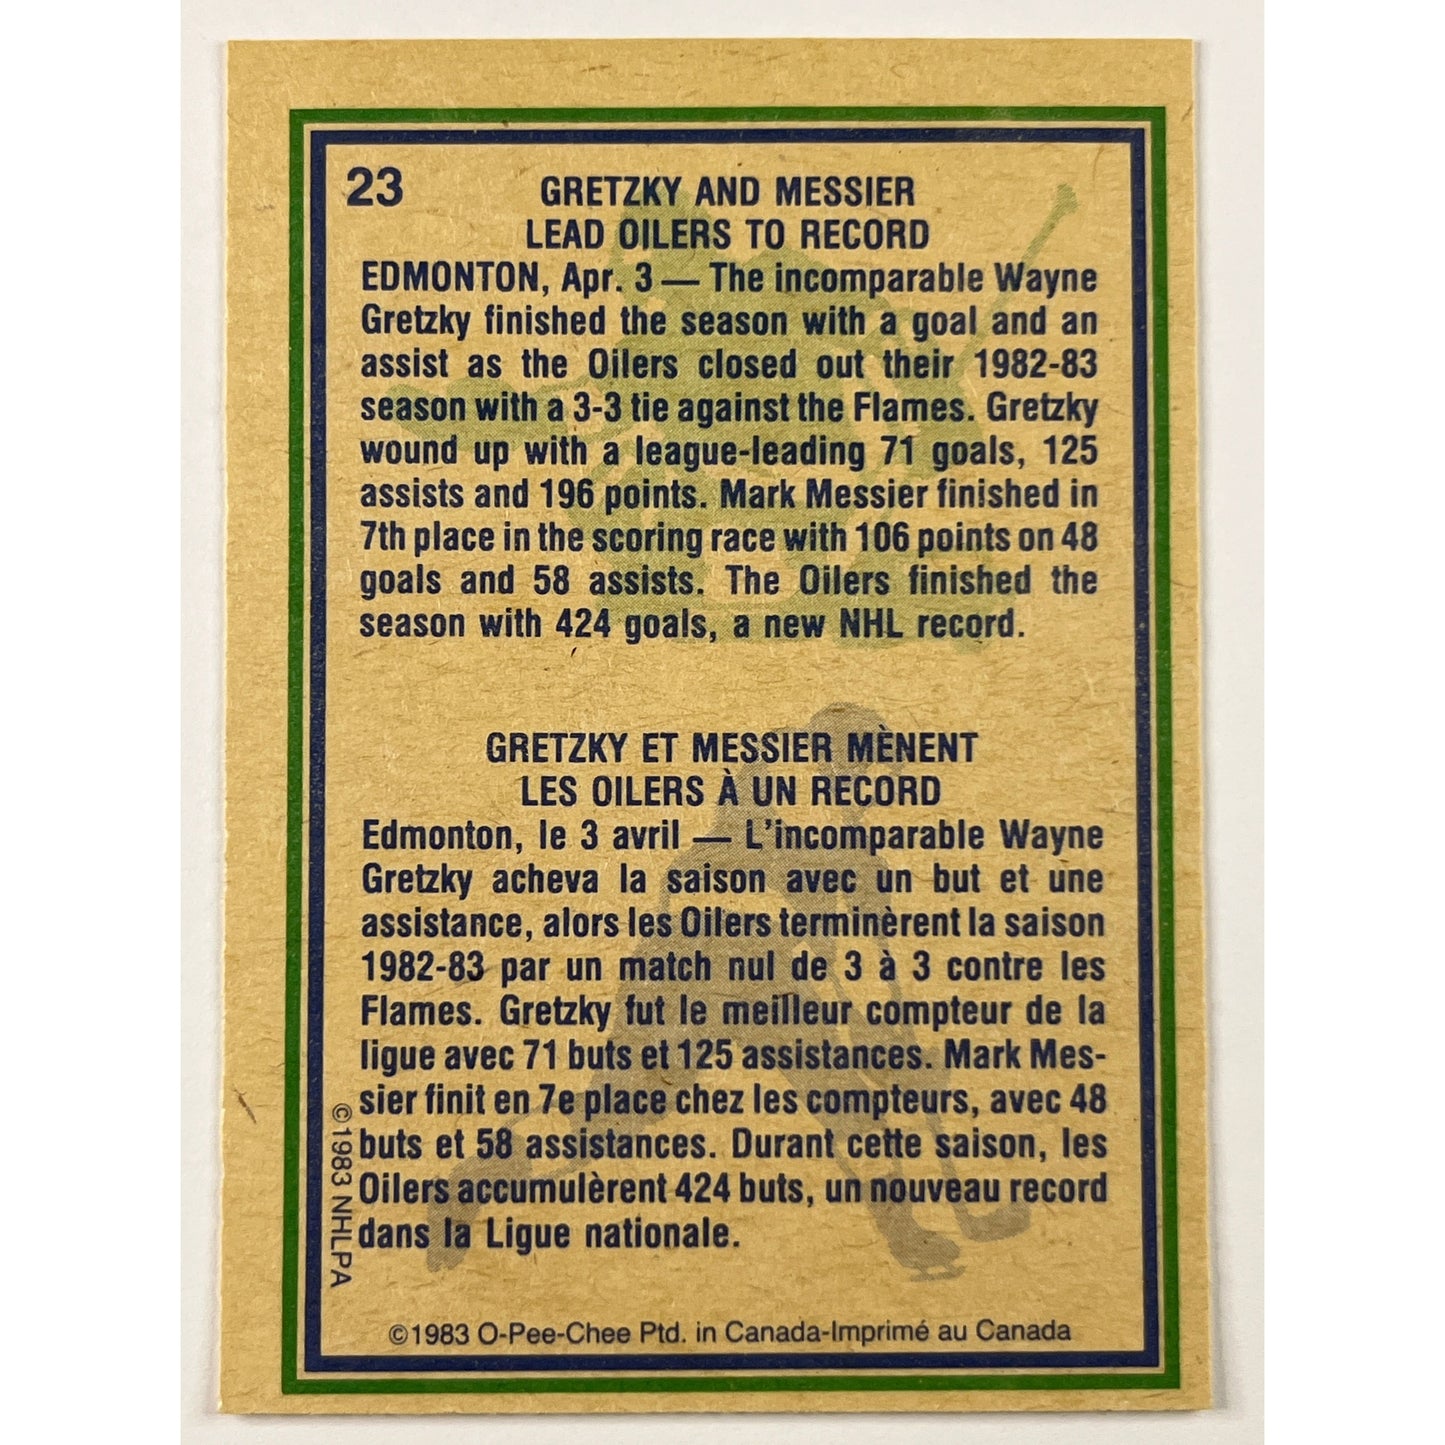 23
GRETZKY AND MESSIER
LEAD OILERS TO RECORD
EDMONTON, Apr. 3 — The incomparable Wayne
Gretzky finished the season with a goal and an
assist as the Oilers closed out their 1982-83
season with a 3-3 tie against the Flames. Gretzky
wound up with a league-leading 71 goals, 125
assists and 196 points. Mark Messier finished in
7th place in the scoring race with 106 points on 48
goals and 58 assists. The Oilers finished the
season with 424 goals, a new NHL record.
GRETZKY ET MESSIER MÈNENT
LES OILERS À UN RECORD
Edmonton, le 3 avril — L'incomparable Wayne
Gretzky acheva la saison avec un but et une
assistance, alors les Oilers terminèrent la saison
1982-83 par un match nul de 3 à 3 contre les
Flames. Gretzky fut le meilleur compteur de la
ligue avec 71 buts et 125 assistances. Mark Mes-
sier finit en 7e place chez les compteurs, avec 48
buts et 58 assistances. Durant cette saison, les
Oilers accumulèrent 424 buts, un nouveau record
dans la Ligue nationale.
©1983 NHLPA
©1983 O-Pee-Chee Ptd. in Canada-Imprimé au Canada